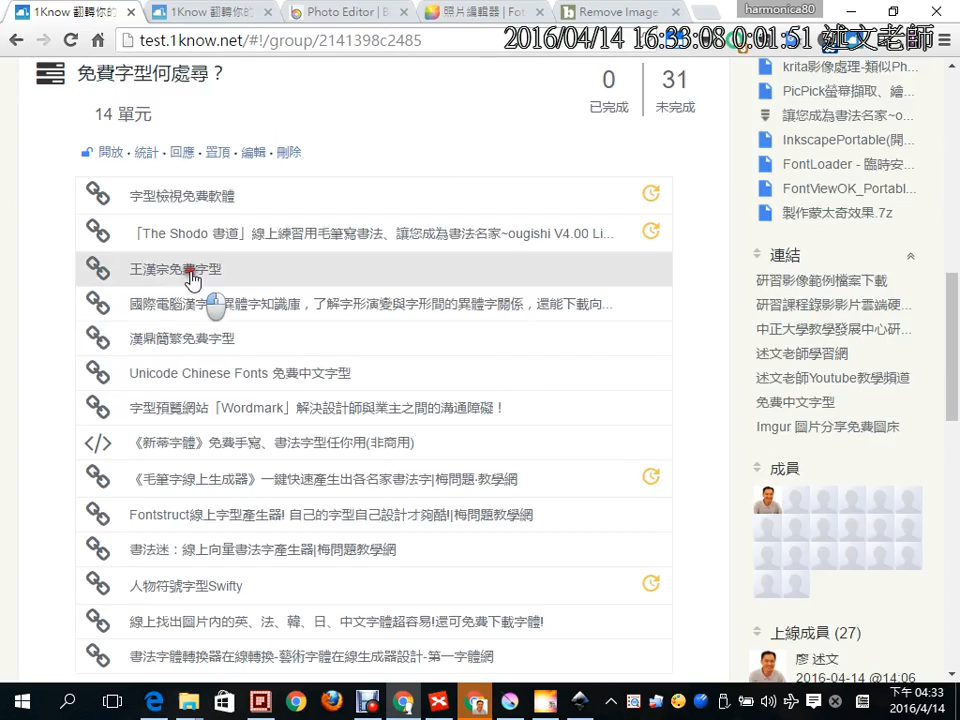 1Know 翻轉你的
1Know 翻轉你的
Photo Editor | Be
照片編輯器 | Fot
Remove Image
harmonica80
test.1know.net/#!/group/2141398c2485
2016/04/14 16:33:08 0:01:51 述文老師
免費字型何處尋？
0
已完成
31
未完成
14 單元
開放 · 統計 · 回應 · 置頂 · 編輯 · 刪除
字型檢視免費軟體
「The Shodo 書道」線上練習用毛筆寫書法、讓您成為書法名家~ougishi V4.00 Li...
王漢宗免費字型
國際電腦漢字異體字知識庫，了解字形演變與字形間的異體字關係，還能下載向...
漢鼎簡繁免費字型
Unicode Chinese Fonts 免費中文字型
字型預覽網站「Wordmark」解決設計師與業主之間的溝通障礙！
《新蒂字體》免費手寫、書法字型任你用(非商用)
《毛筆字線上生成器》一鍵快速產生出各名家書法字|梅問題‧教學網
Fontstruct線上字型產生器! 自己的字型自己設計才夠酷!|梅問題教學網
書法迷：線上向量書法字產生器|梅問題教學網
人物符號字型Swifty
線上找出圖片內的英、法、韓、日、中文字體超容易!還可免費下載字體!
書法字體轉換器在線轉換-藝術字體在線生成器設計-第一字體網
krita影像處理-類似Ph...
PicPick螢幕擷取、繪...
讓您成為書法名家~o...
InkscapePortable(開...
FontLoader - 臨時安...
FontViewOK_Portabl...
製作蒙太奇效果.7z
連結
研習影像範例檔案下載
研習課程錄影影片雲端硬...
中正大學教學發展中心研...
述文老師學習網
述文老師Youtube教學頻道
免費中文字型
Imgur 圖片分享免費圖床
成員
上線成員 (27)
廖 述文
2016-04-14 @14:06
下午 04:33
2016/4/14